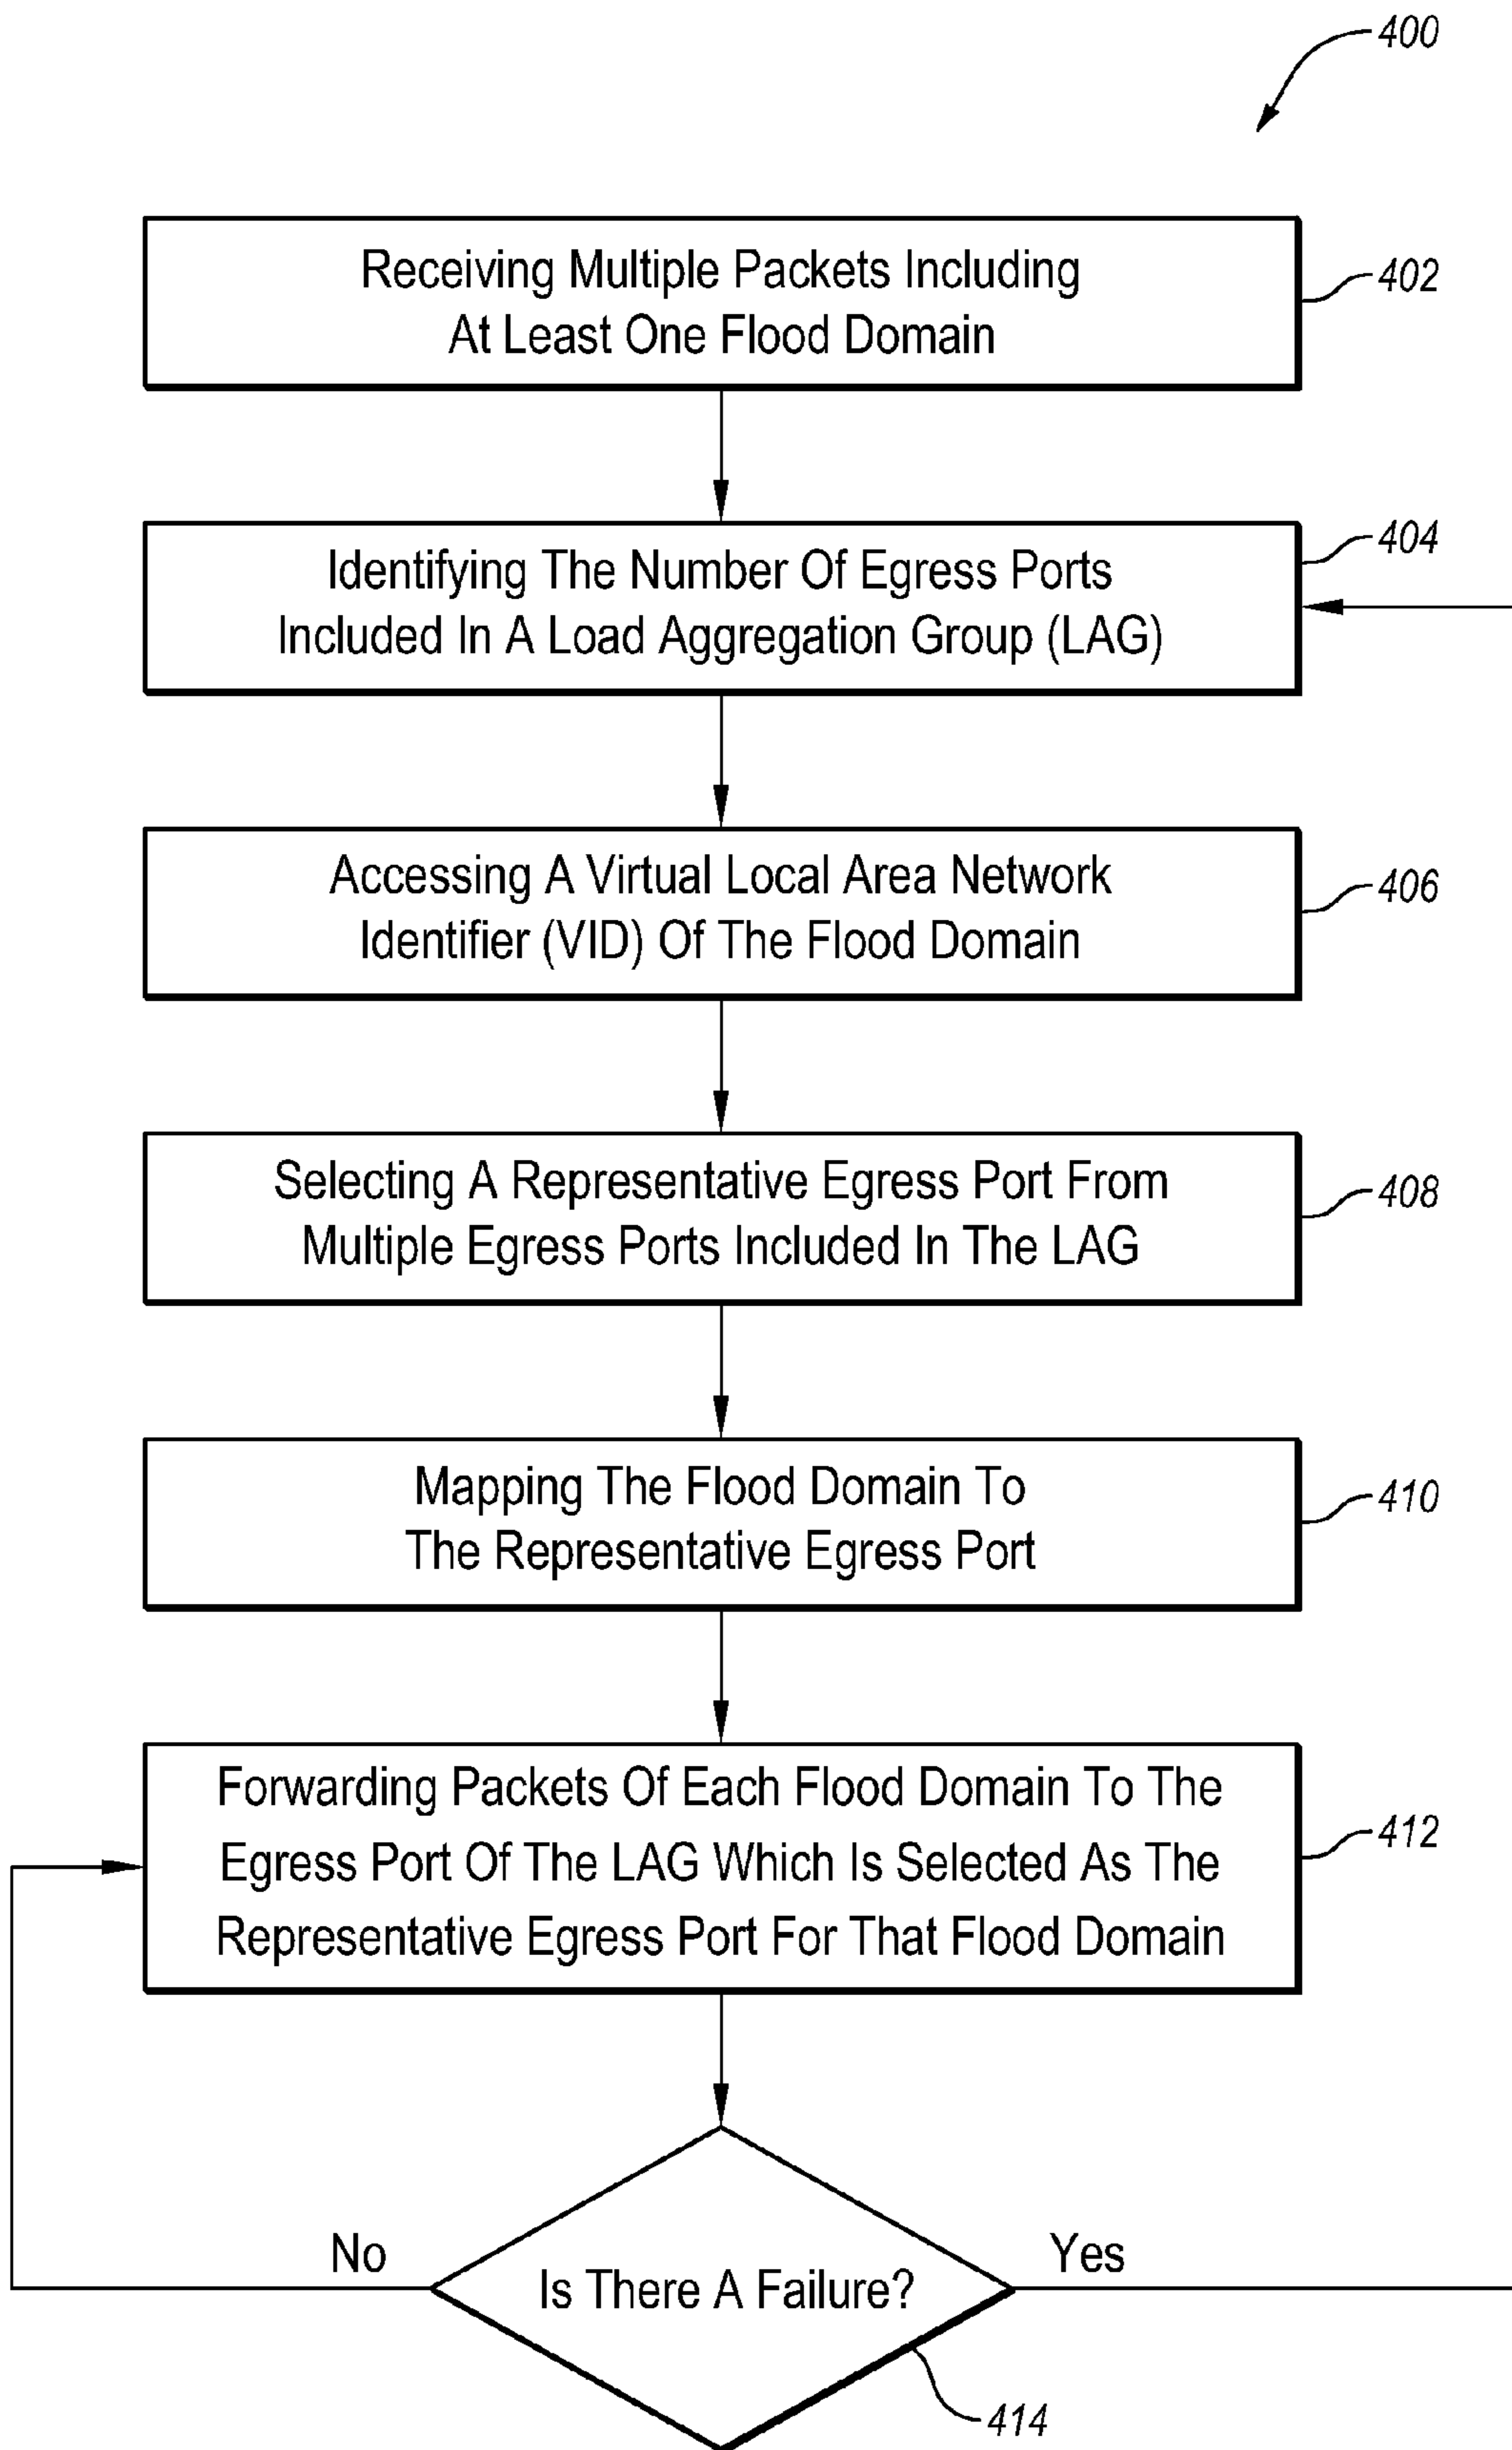 400
Receiving Multiple Packets Including
At Least One Flood Domain
402
Identifying The Number Of Egress Ports
Included In A Load Aggregation Group (LAG)
404
Accessing A Virtual Local Area Network
Identifier (VID) Of The Flood Domain
406
Selecting A Representative Egress Port From
Multiple Egress Ports Included In The LAG
408
Mapping The Flood Domain To
The Representative Egress Port
410
Forwarding Packets Of Each Flood Domain To The
Egress Port Of The LAG Which Is Selected As The
Representative Egress Port For That Flood Domain
412
No
Is There A Failure?
Yes
414